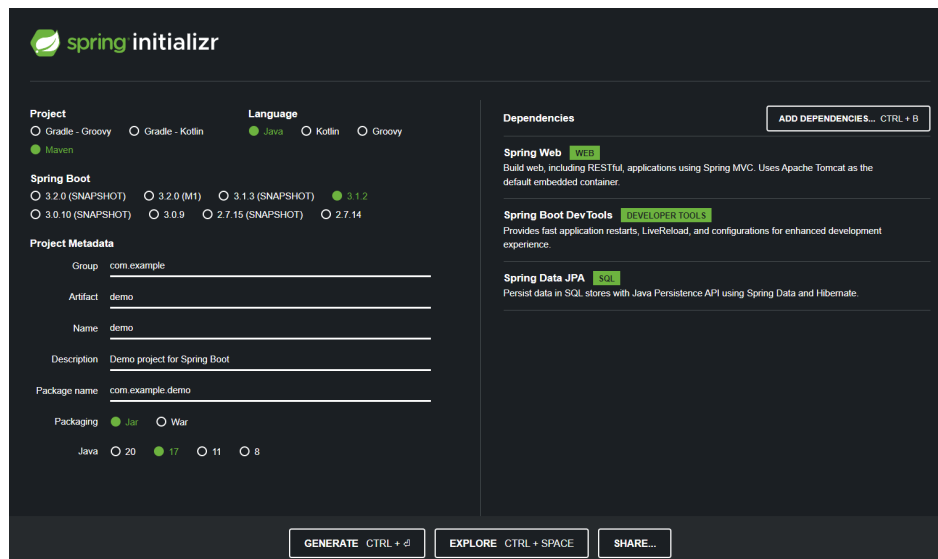 spring initializr
Project
Gradle - Groovy Gradle - Kotlin
Maven
Language
Java Kotlin Groovy
Spring Boot
3.2.0 (SNAPSHOT) 3.2.0 (M1) 3.1.3 (SNAPSHOT) 3.1.2
3.0.10 (SNAPSHOT) 3.0.9 2.7.15 (SNAPSHOT) 2.7.14
Project Metadata
Group com.example
Artifact demo
Name demo
Description Demo project for Spring Boot
Package name com.example.demo
Packaging Jar War
Java 20 17 11 8
Dependencies ADD DEPENDENCIES... CTRL + B
Spring Web WEB
Build web, including RESTful, applications using Spring MVC. Uses Apache Tomcat as the
default embedded container.
Spring Boot DevTools DEVELOPER TOOLS
Provides fast application restarts, LiveReload, and configurations for enhanced development
experience.
Spring Data JPA SQL
Persist data in SQL stores with Java Persistence API using Spring Data and Hibernate.
GENERATE CTRL + ⏎ EXPLORE CTRL + SPACE SHARE...